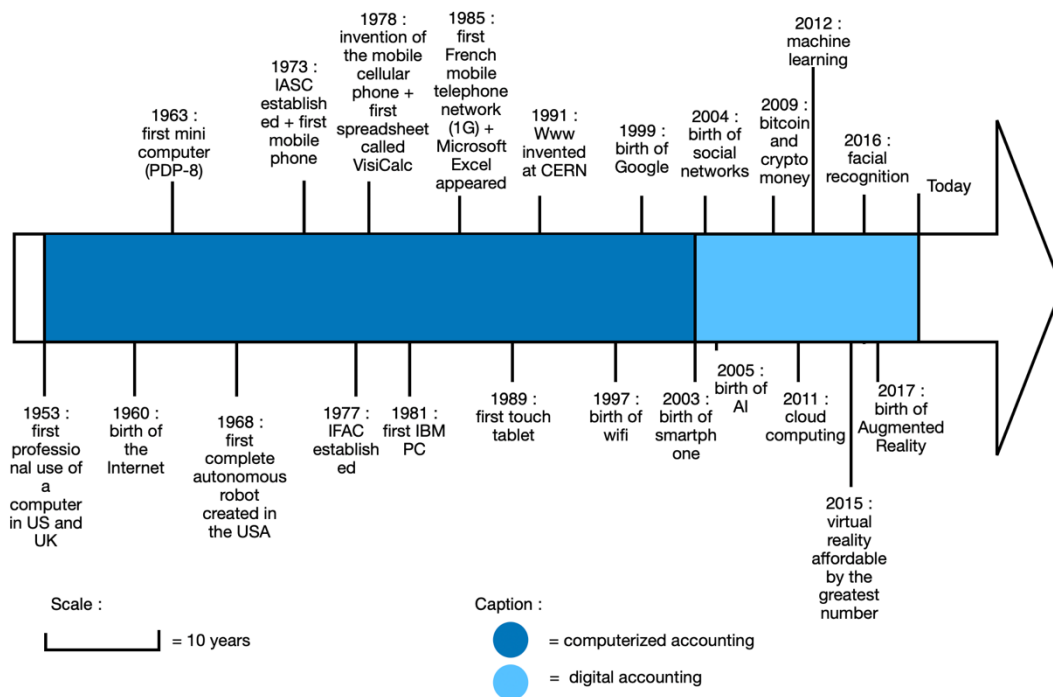 1963 :
first mini
computer
(PDP-8)
1973 :
IASC
establish
ed + first
mobile
phone
1978 :
invention of
the mobile
cellular
phone +
first
spreadsheet
called
VisiCalc
1985 :
first
French
mobile
telephone
network
(1G) +
Microsoft
Excel
appeared
1991 :
Www
invented
at CERN
1999 :
birth of
Google
2004 :
birth of
social
networks
2009 :
bitcoin
and
crypto
money
2012 :
machine
learning
2016 :
facial
recognition
Today
1953 :
first
professio
nal use of
a
computer
in US and
UK
1960 :
birth of
the
Internet
1968 :
first
complete
autonomous
robot
created in
the USA
1977 :
IFAC
establish
ed
1981 :
first IBM
PC
1989 :
first touch
tablet
1997 :
birth of
wifi
2003 :
birth of
smartph
one
2005 :
birth of
AI
2011 :
cloud
computing
2015 :
virtual
reality
affordable
by the
greatest
number
2017 :
birth of
Augmented
Reality
Scale :
= 10 years
Caption :
= computerized accounting
= digital accounting